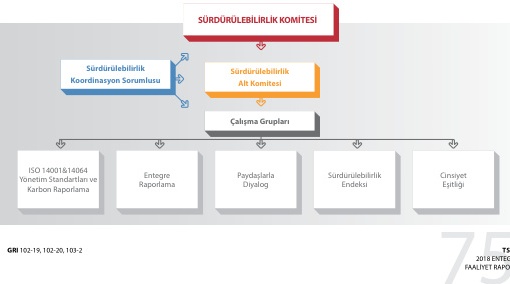 SÜRDÜRÜLEBİLİRLİK KOMİTESİ
Sürdürülebilirlik
Koordinasyon Sorumlusu
Sürdürülebilirlik
Alt Komitesi
Çalışma Grupları
ISO 14001&14064
Yönetim Standartları ve
Karbon Raporlama
Entegre
Raporlama
Paydaşlarla
Diyalog
Sürdürülebilirlik
Endeksi
Cinsiyet
Eşitliği
GRI 102-19, 102-20, 103-2
75
TS
2018 ENTEG
FAALİYET RAPO